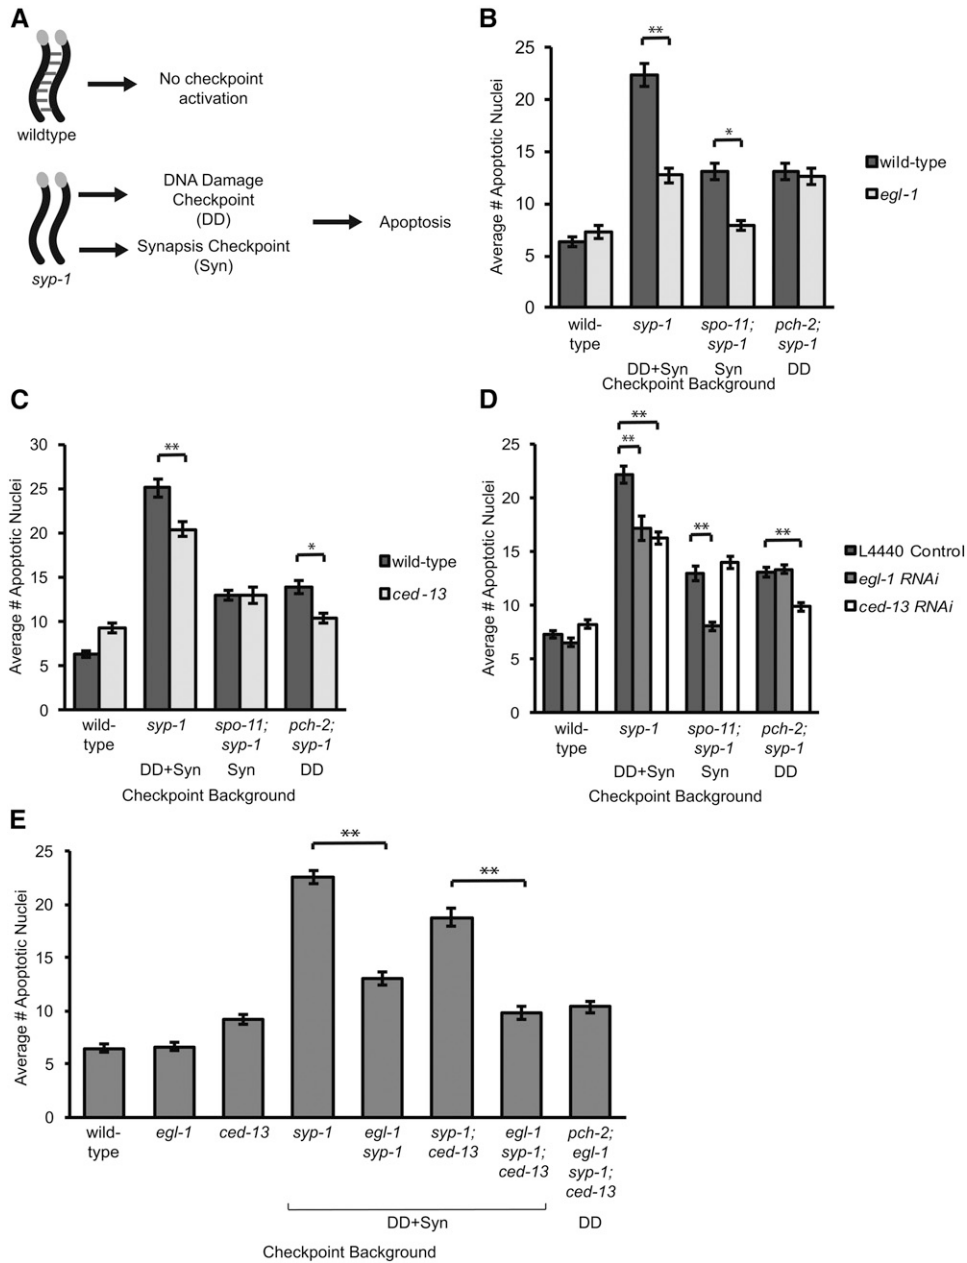 A
wildtype
No checkpoint
activation
syp-1
DNA Damage
Checkpoint
(DD)
Synapsis Checkpoint
(Syn)
Apoptosis
B
Average # Apoptotic Nuclei
25
20
15
10
5
0
**
*
wild-type
egl-1
wild-
type
syp-1
spo-11;
syp-1
pch-2;
syp-1
DD+Syn
Syn
DD
Checkpoint Background
C
Average # Apoptotic Nuclei
30
25
20
15
10
5
0
**
*
wild-type
ced-13
wild-
type
syp-1
spo-11;
syp-1
pch-2;
syp-1
DD+Syn
Syn
DD
Checkpoint Background
D
Average # Apoptotic Nuclei
25
20
15
10
5
0
**
**
**
**
L4440 Control
egl-1 RNAi
ced-13 RNAi
wild-
type
syp-1
spo-11;
syp-1
pch-2;
syp-1
DD+Syn
Syn
DD
Checkpoint Background
E
Average # Apoptotic Nuclei
25
20
15
10
5
0
**
**
wild-
type
egl-1
ced-13
syp-1
egl-1
syp-1
syp-1;
ced-13
egl-1
syp-1;
ced-13
pch-2;
egl-1
syp-1;
ced-13
DD+Syn
DD
Checkpoint Background